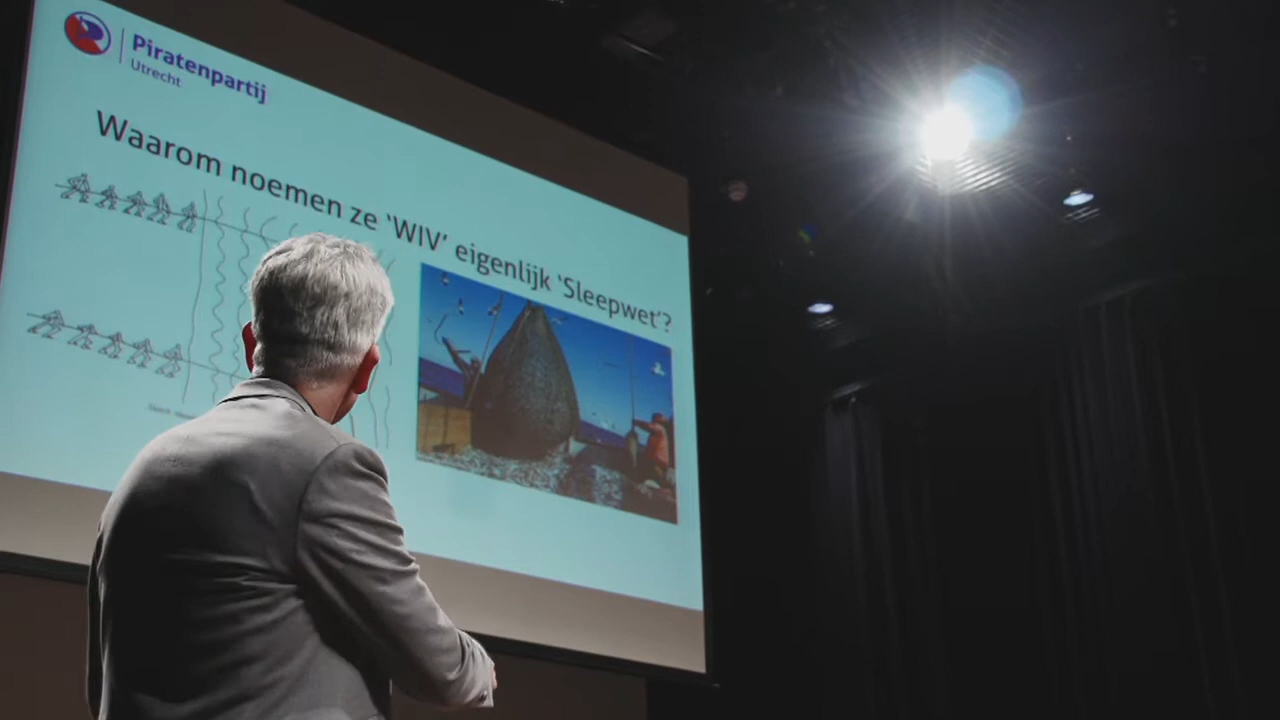 Piratenpartij
Utrecht
Waarom noemen ze ‘WIV’ eigenlijk ‘Sleepwet’?